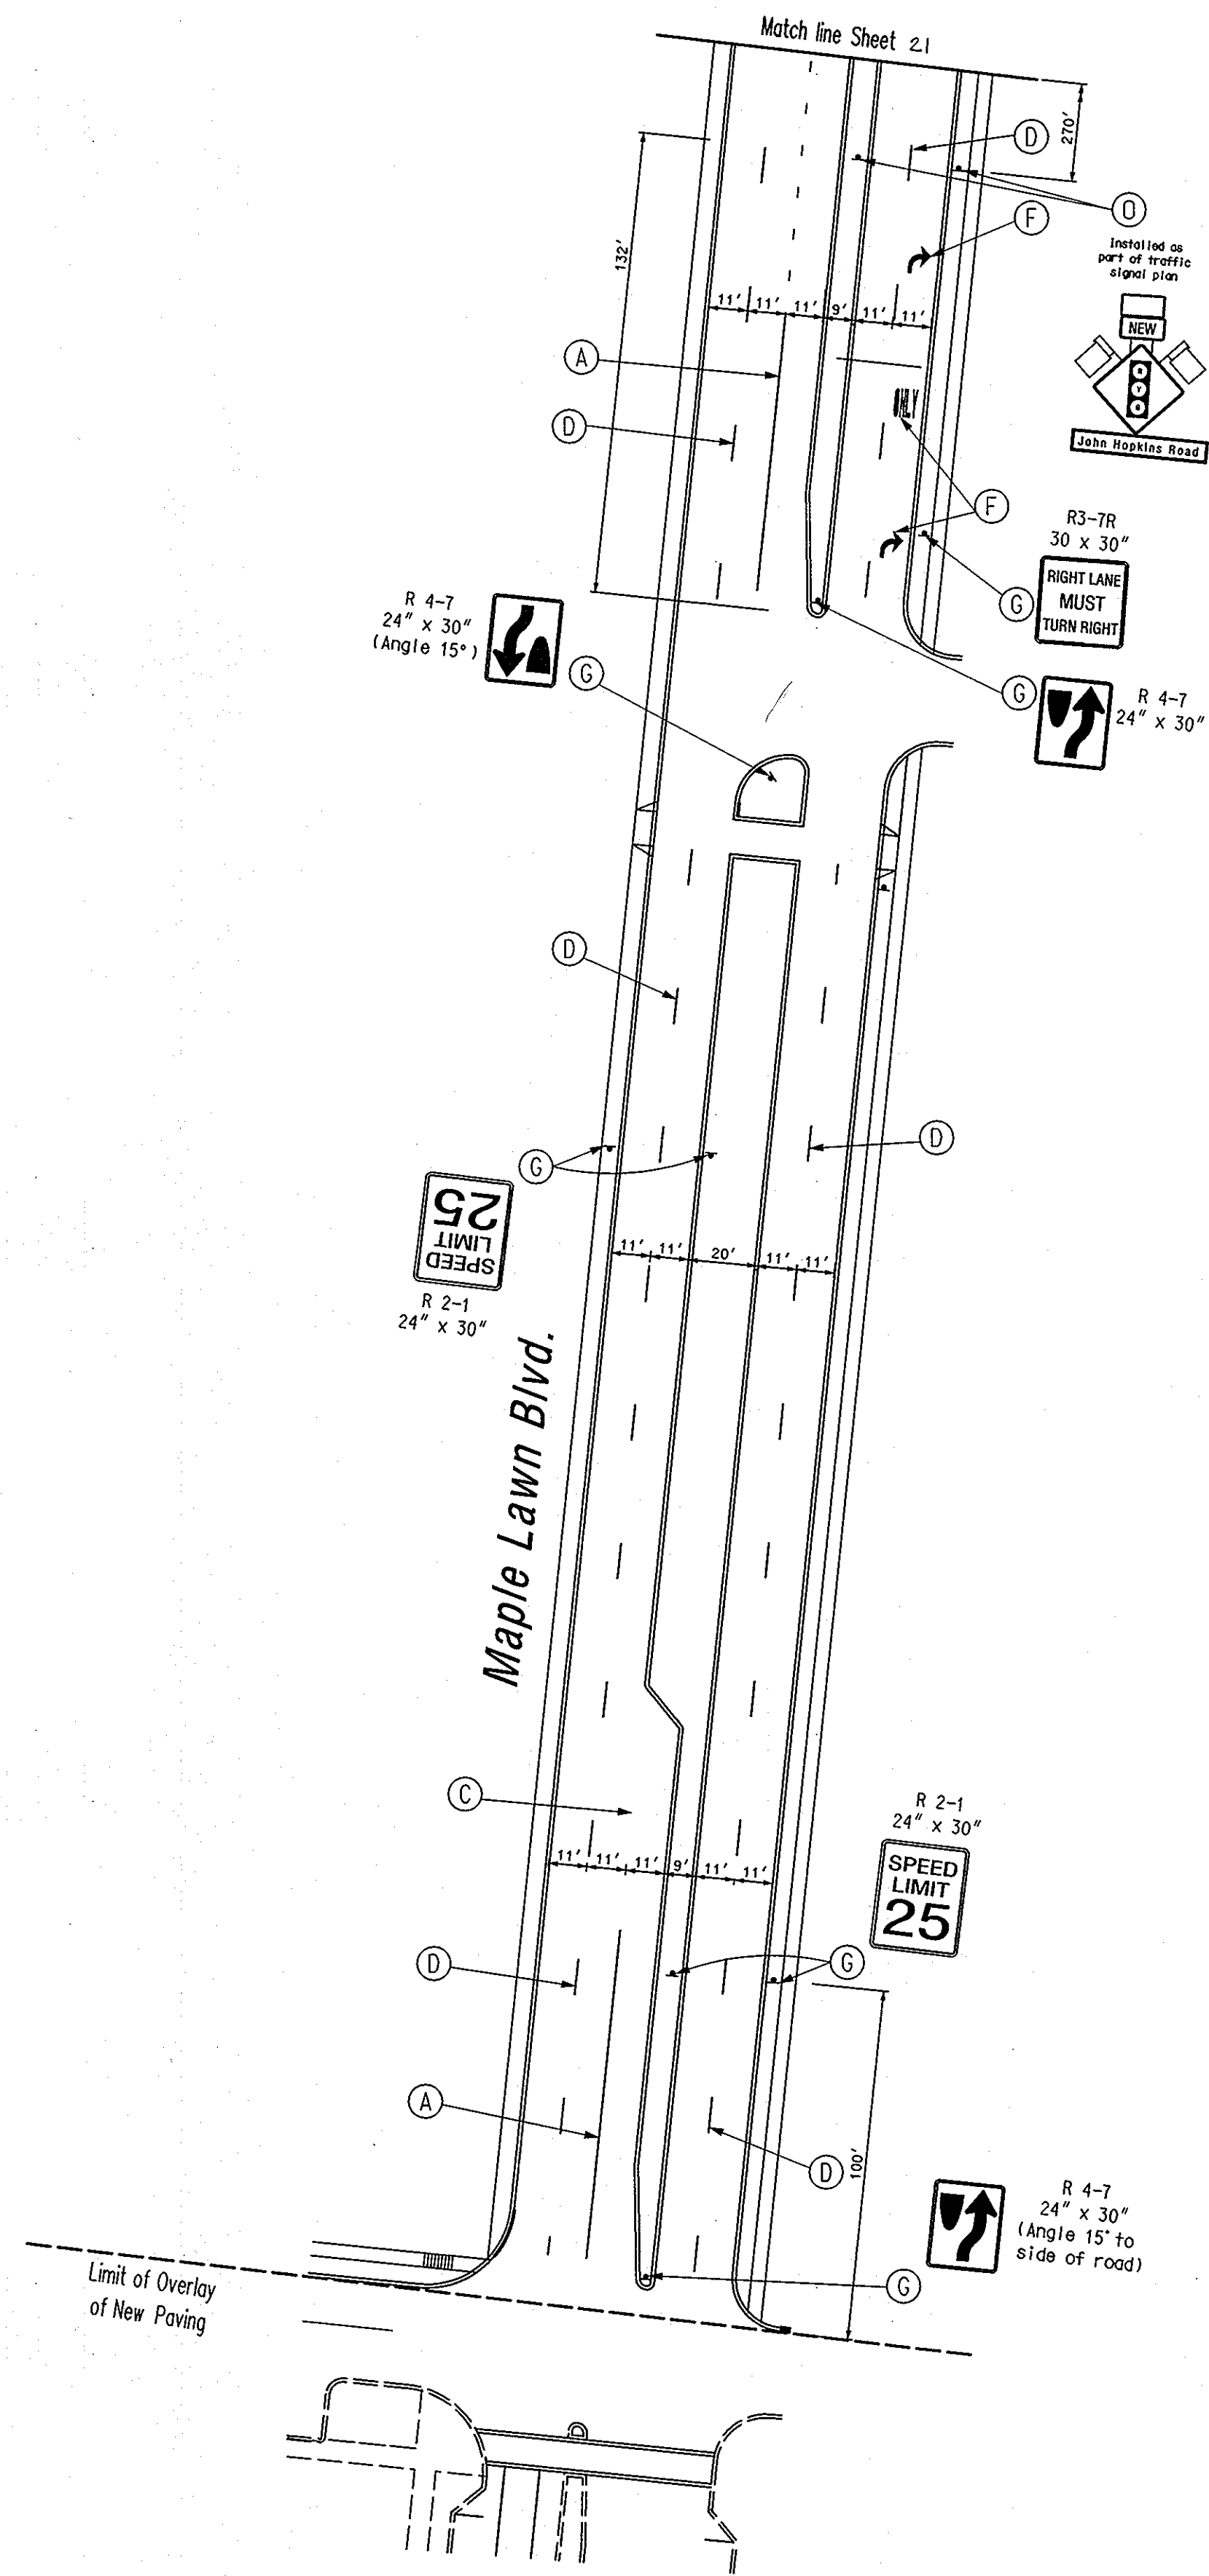 Match line Sheet 21
270'
D
O
F
132'
Installed as
part of traffic
signal plan
NEW
R
Y
G
John Hopkins Road
11' 11' 11' 9' 11' 11'
A
ONLY
D
F
R3-7R
30 x 30"
RIGHT LANE
MUST
TURN RIGHT
G
R 4-7
24" x 30"
(Angle 15°)
G
G
R 4-7
24" x 30"
D
D
G
SPEED
LIMIT
25
R 2-1
24" x 30"
11' 11' 20' 11' 11'
Maple Lawn Blvd.
C
R 2-1
24" x 30"
11' 11' 11' 9' 11' 11'
SPEED
LIMIT
25
D
G
A
D
100'
R 4-7
24" x 30"
(Angle 15° to
side of road)
G
Limit of Overlay
of New Paving